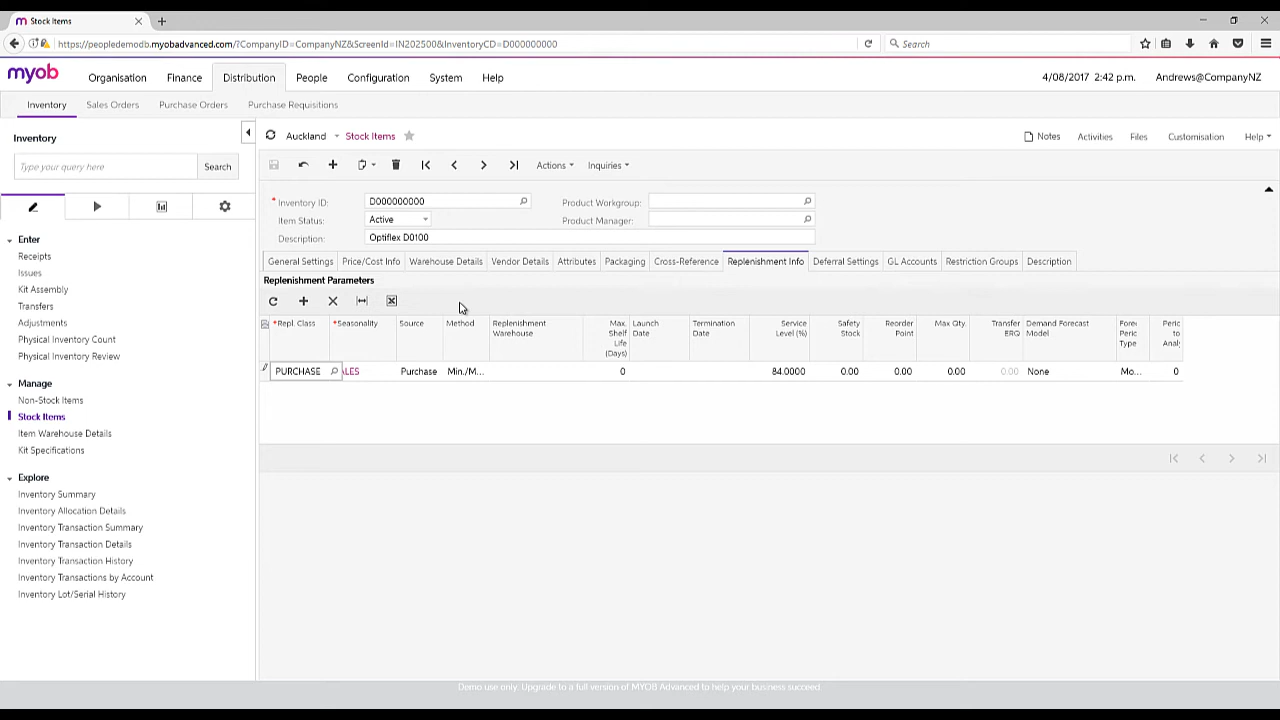 Stock Items
https://peopledemodb.myobadvanced.com/?CompanyID=CompanyNZ&ScreenId=IN202500&InventoryCD=D000000000
Search
myob
Organisation Finance Distribution People Configuration System Help
4/08/2017 2:42 p.m. Andrews@CompanyNZ
Inventory Sales Orders Purchase Orders Purchase Requisitions
Inventory
Type your query here Search
Enter
Receipts
Issues
Kit Assembly
Transfers
Adjustments
Physical Inventory Count
Physical Inventory Review
Manage
Non-Stock Items
Stock Items
Item Warehouse Details
Kit Specifications
Explore
Inventory Summary
Inventory Allocation Details
Inventory Transaction Summary
Inventory Transaction Details
Inventory Transaction History
Inventory Transactions by Account
Inventory Lot/Serial History
Auckland Stock Items
Notes Activities Files Customisation Help
Actions Inquiries
* Inventory ID: D000000000 Product Workgroup:
Item Status: Active Product Manager:
Description: Optiflex D0100
General Settings Price/Cost Info Warehouse Details Vendor Details Attributes Packaging Cross-Reference Replenishment Info Deferral Settings GL Accounts Restriction Groups Description
Replenishment Parameters
*Repl. Class *Seasonality Source Method Replenishment Warehouse Max. Shelf Life (Days) Launch Date Termination Date Service Level (%) Safety Stock Reorder Point Max Qty. Transfer ERQ Demand Forecast Model Forec Peric Type Peric to Analy
PURCHASE ALES Purchase Min./M... 0 84.0000 0.00 0.00 0.00 0.00 None Mo... 0
Demo use only. Upgrade to a full version of MYOB Advanced to help your business succeed.